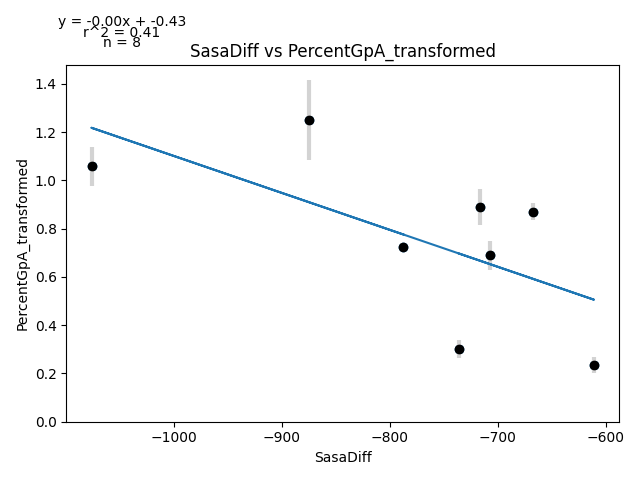 y = -0.00x + -0.43
r^2 = 0.41
n = 8
SasaDiff vs PercentGpA_transformed
PercentGpA_transformed
1.4
1.2
1.0
0.8
0.6
0.4
0.2
0.0
−1000 −900 −800 −700 −600
SasaDiff